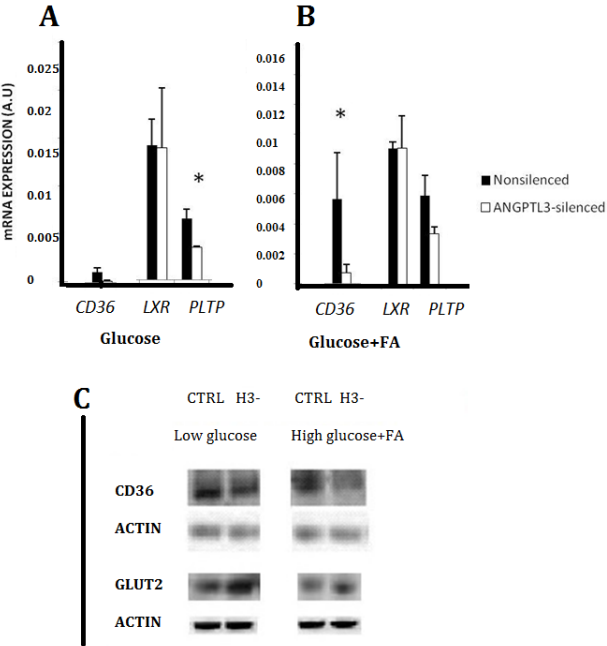 A
mRNA EXPRESSION (A.U)
0.025
0.02
0.015
0.01
0.005
0
*
CD36 LXR PLTP
Glucose
B
0.016
0.014
0.012
0.01
0.008
0.006
0.004
0.002
0
*
CD36 LXR PLTP
Glucose+FA
Nonsilenced
ANGPTL3-silenced
C
CTRL H3- CTRL H3-
Low glucose High glucose+FA
CD36
ACTIN
GLUT2
ACTIN